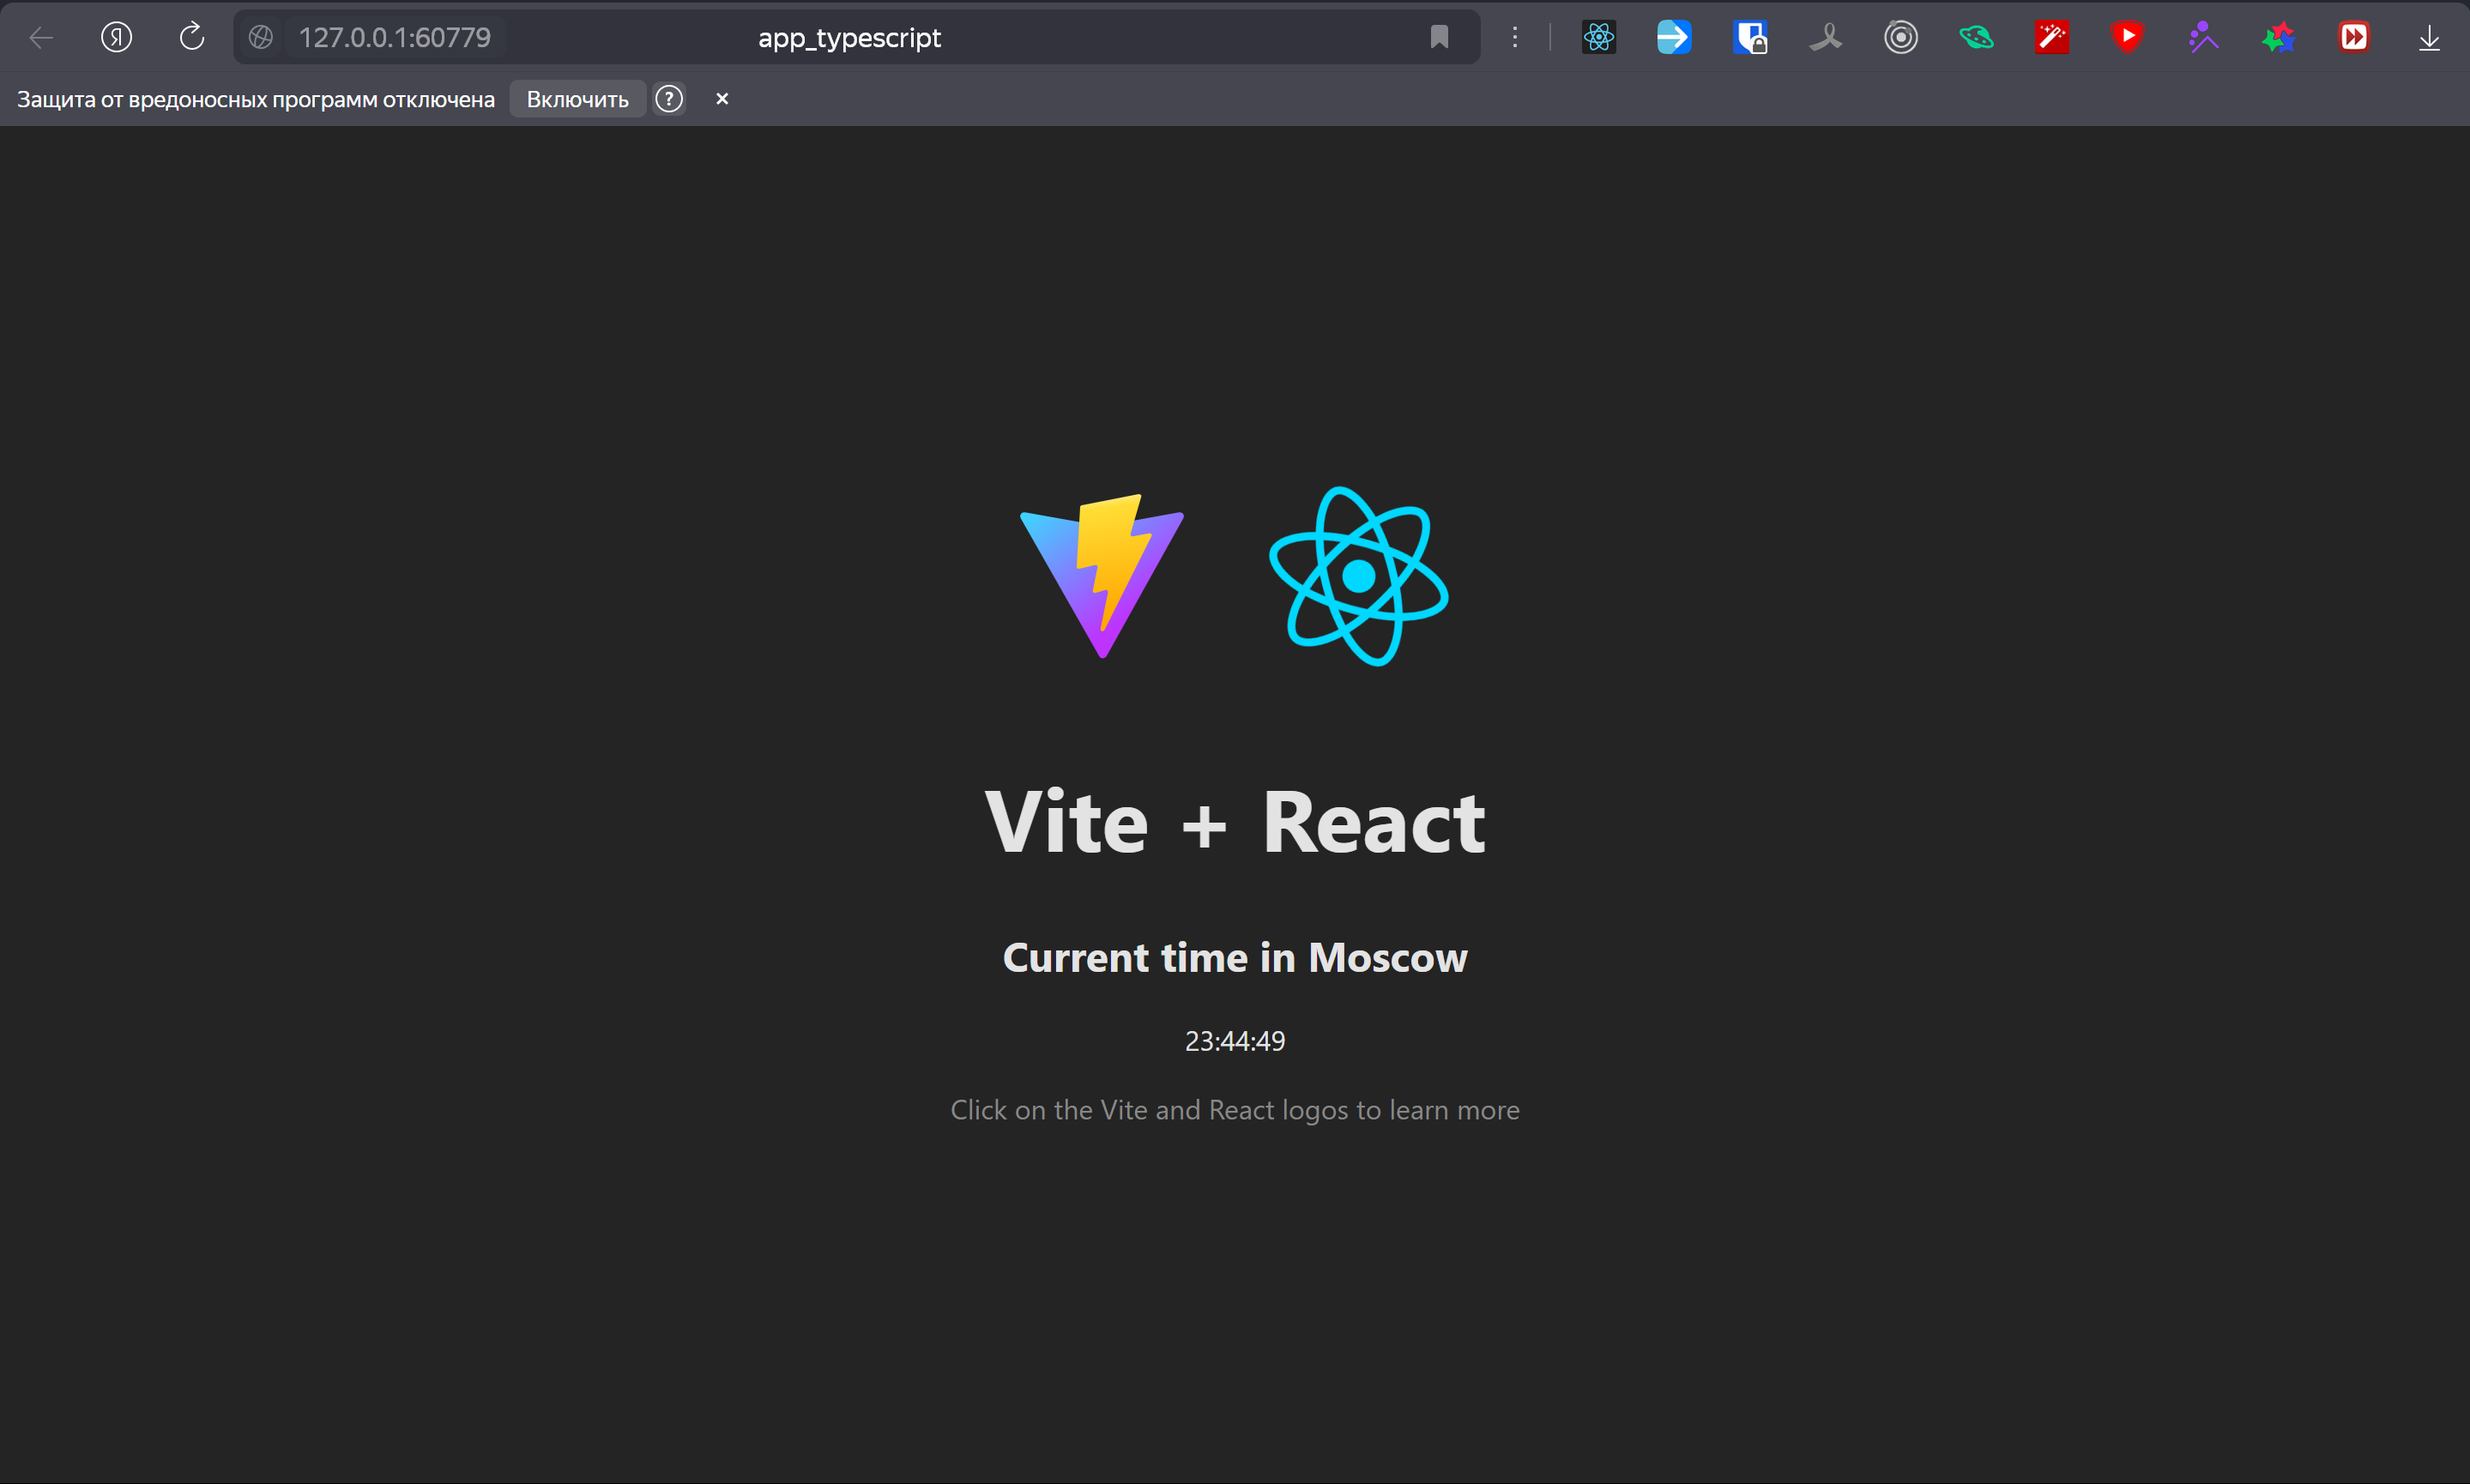 Я
127.0.0.1:60779
app_typescript
Защита от вредоносных программ отключена
Включить
?
Vite + React
Current time in Moscow
23:44:49
Click on the Vite and React logos to learn more